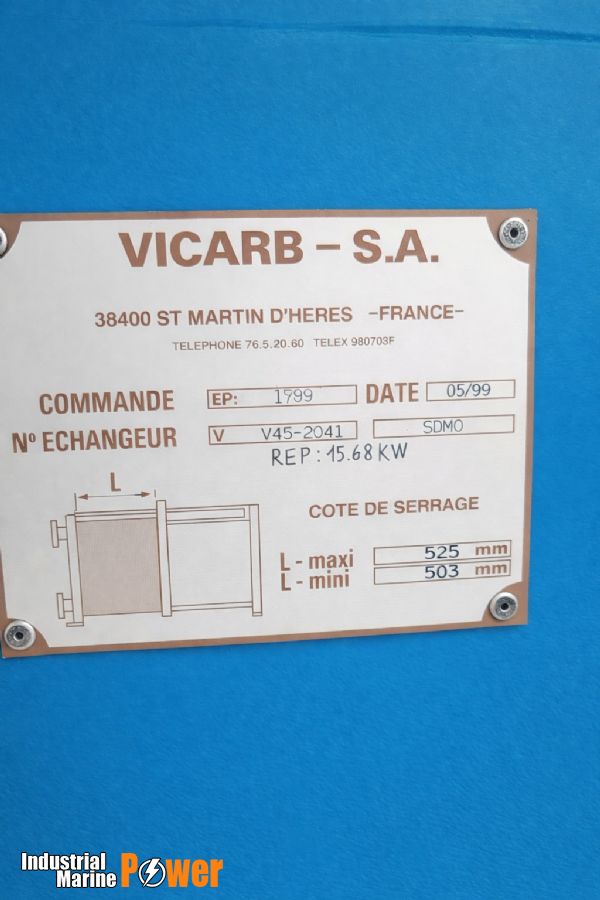 VICARB - S.A.
38400 ST MARTIN D'HERES -FRANCE-
TELEPHONE 76.5.20.60 TELEX 980703F
COMMANDE EP: 1999 DATE 05/99
Nº ECHANGEUR V V45-2041 SDMO
REP: 15.68 KW
L
COTE DE SERRAGE
L - maxi 525 mm
L - mini 503 mm
Industrial
Marine Power